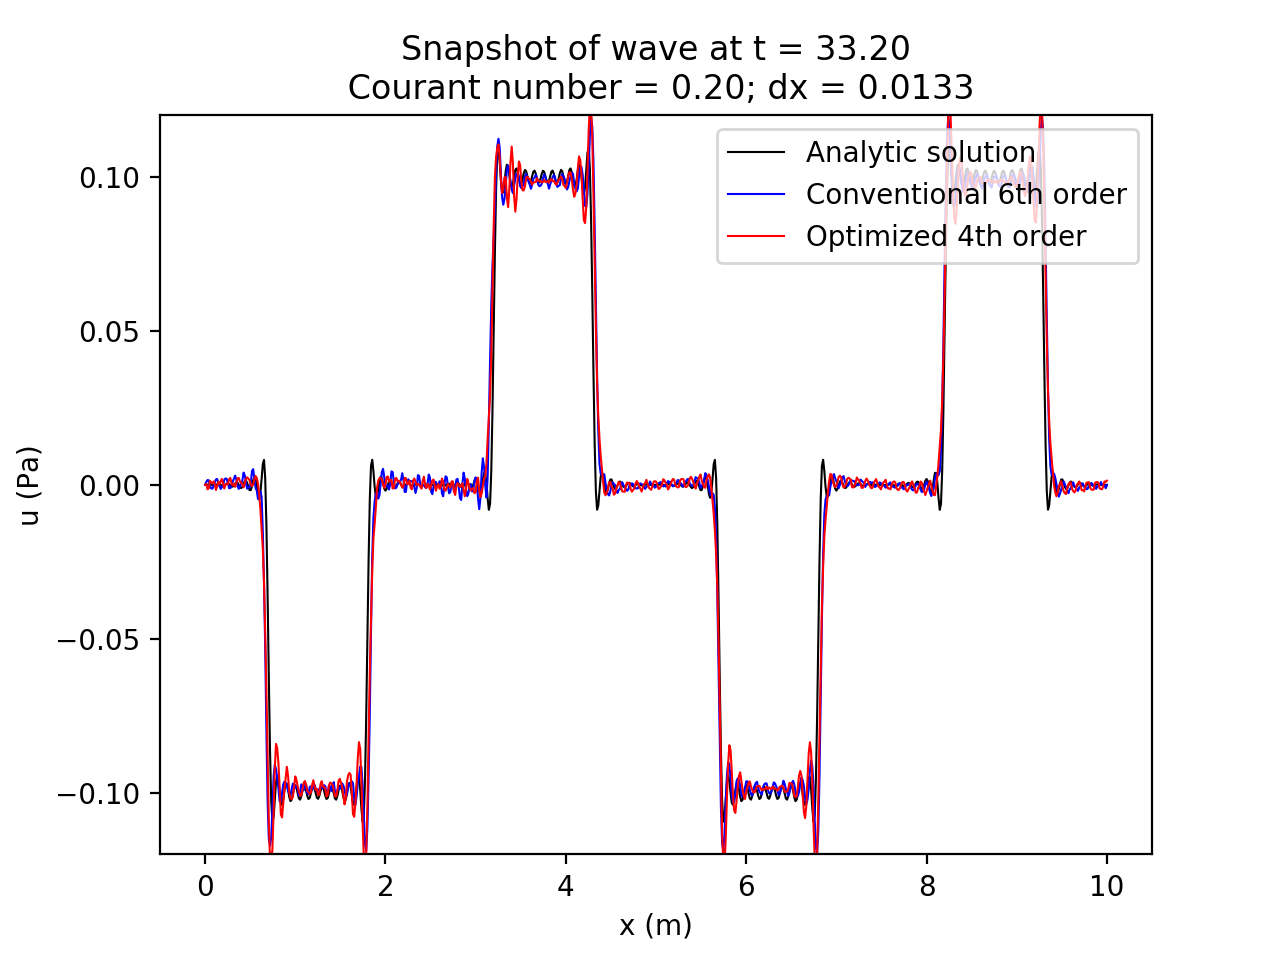 Snapshot of wave at t = 33.20
Courant number = 0.20; dx = 0.0133
Analytic solution
Conventional 6th order
Optimized 4th order
0.10
0.05
0.00
−0.05
−0.10
u (Pa)
0 2 4 6 8 10
x (m)